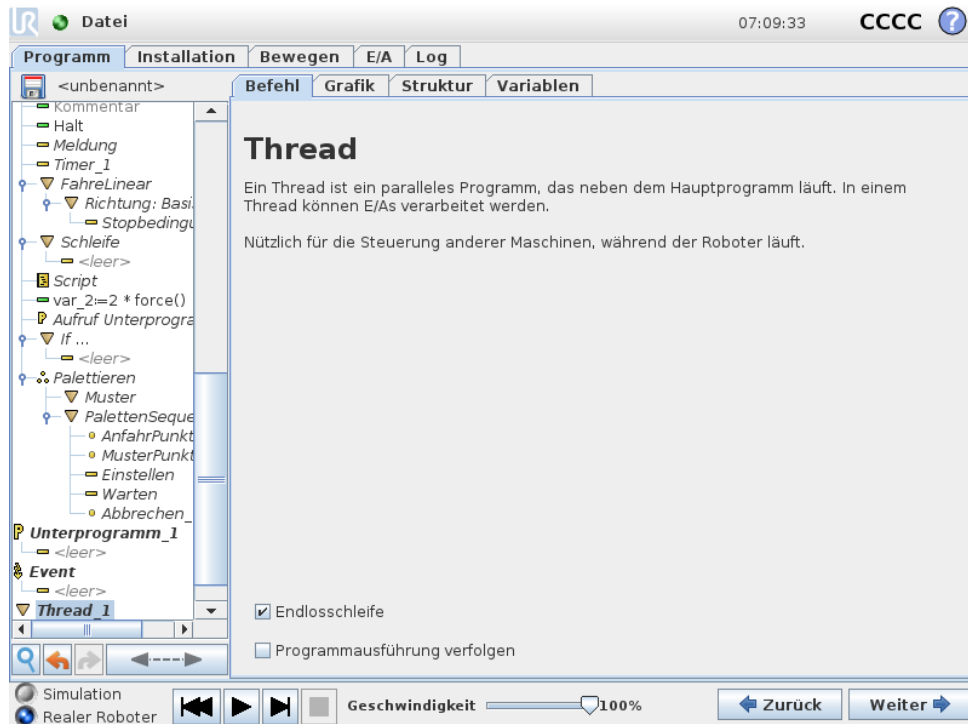 Datei
07:09:33
CCCC
?
Programm
Installation
Bewegen
E/A
Log
<unbenannt>
Befehl
Grafik
Struktur
Variablen
Kommentar
Halt
Meldung
Timer_1
FahreLinear
Richtung: Basi
Stopbedingu
Schleife
<leer>
Script
var_2:=2 * force()
Aufruf Unterprogra
If ...
<leer>
Palettieren
Muster
PalettenSeque
AnfahrPunkt
MusterPunkt
Einstellen
Warten
Abbrechen_
Unterprogramm_1
<leer>
Event
<leer>
Thread_1
Thread
Ein Thread ist ein paralleles Programm, das neben dem Hauptprogramm läuft. In einem
Thread können E/As verarbeitet werden.
Nützlich für die Steuerung anderer Maschinen, während der Roboter läuft.
Endlosschleife
Programmausführung verfolgen
Simulation
Realer Roboter
Geschwindigkeit
100%
Zurück
Weiter